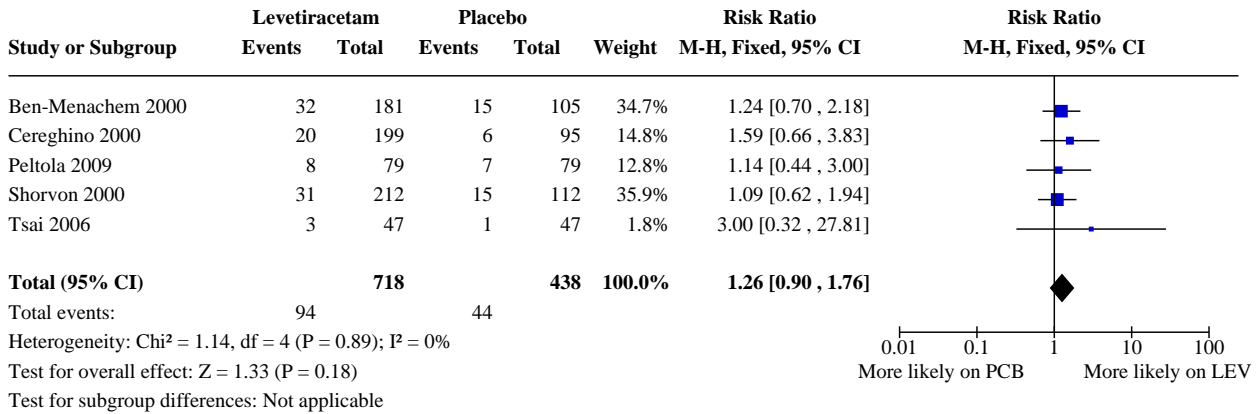 Levetiracetam Placebo Risk Ratio Risk Ratio
Study or Subgroup Events Total Events Total Weight M-H, Fixed, 95% CI M-H, Fixed, 95% CI
Ben-Menachem 2000 32 181 15 105 34.7% 1.24 [0.70 , 2.18]
Cereghino 2000 20 199 6 95 14.8% 1.59 [0.66 , 3.83]
Peltola 2009 8 79 7 79 12.8% 1.14 [0.44 , 3.00]
Shorvon 2000 31 212 15 112 35.9% 1.09 [0.62 , 1.94]
Tsai 2006 3 47 1 47 1.8% 3.00 [0.32 , 27.81]
Total (95% CI) 718 438 100.0% 1.26 [0.90 , 1.76]
Total events: 94 44
Heterogeneity: Chi² = 1.14, df = 4 (P = 0.89); I² = 0% 0.01 0.1 1 10 100
Test for overall effect: Z = 1.33 (P = 0.18) More likely on PCB More likely on LEV
Test for subgroup differences: Not applicable